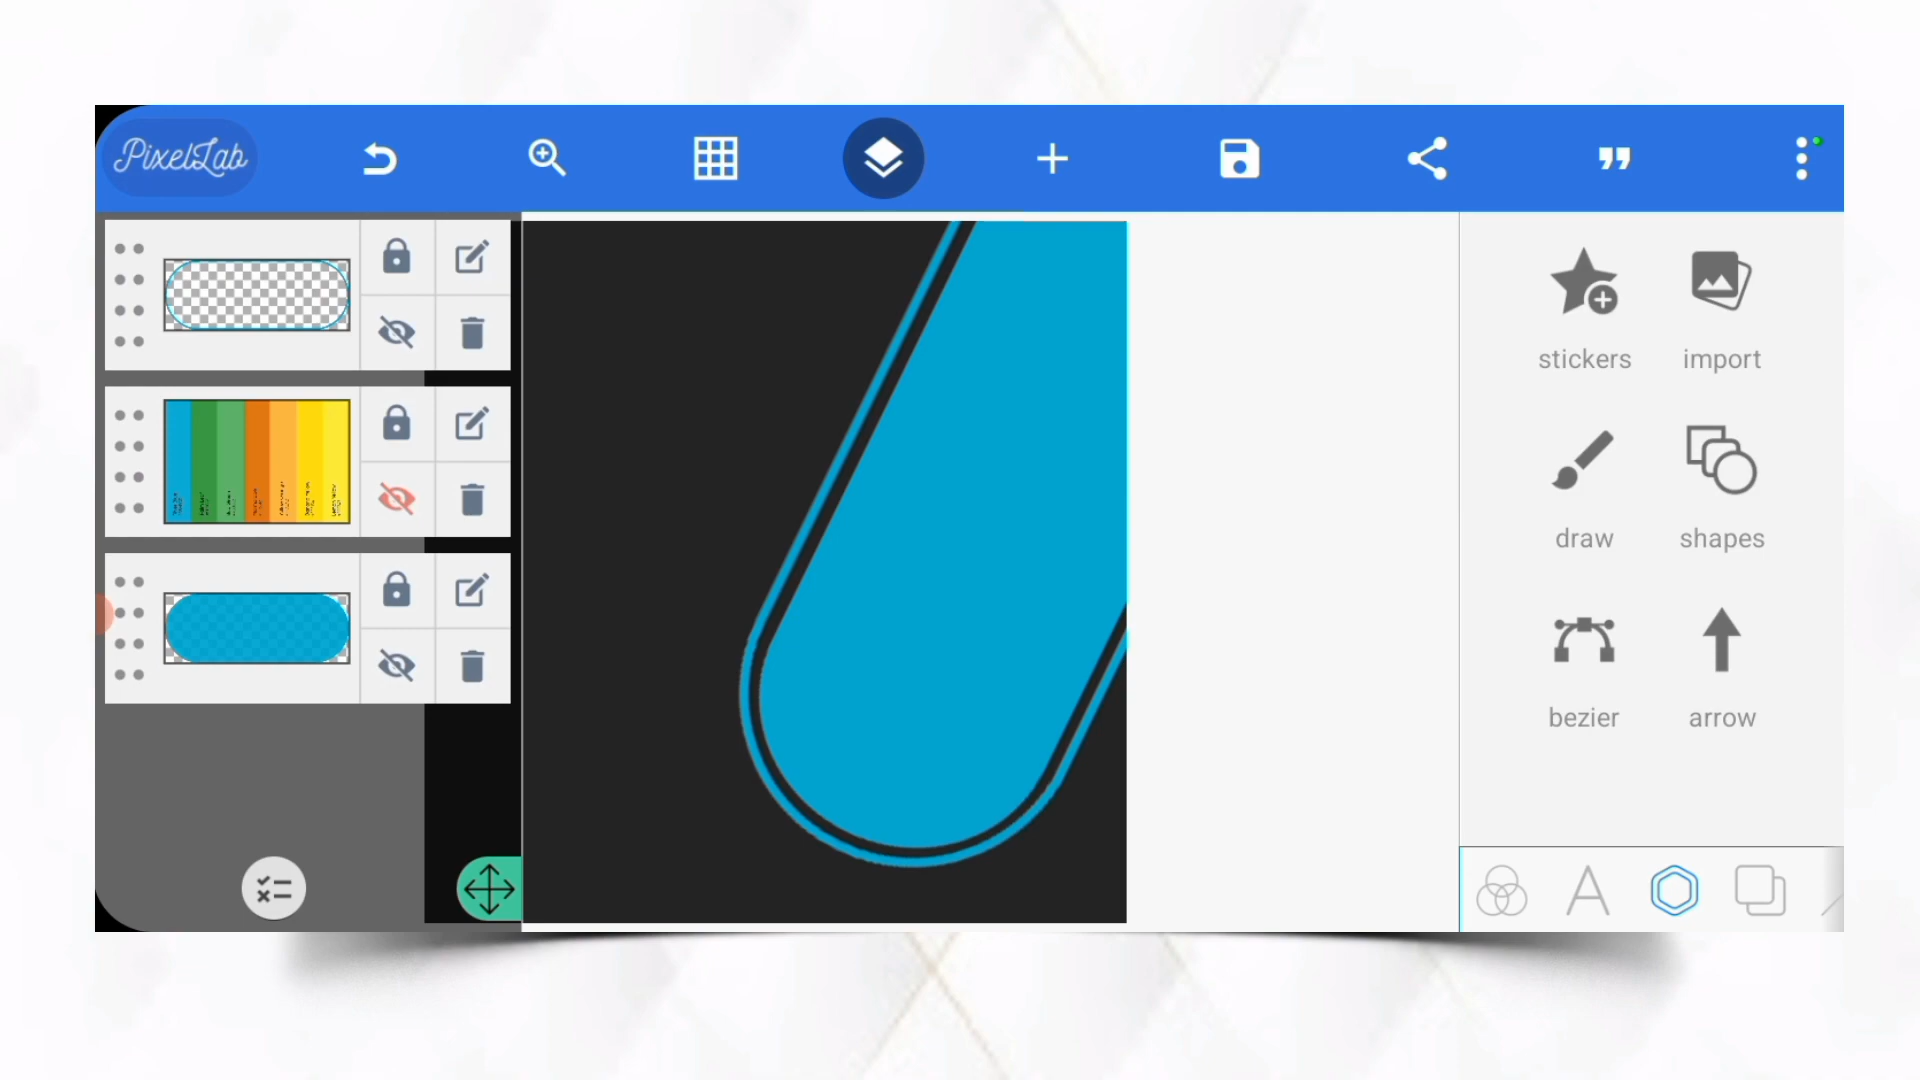 PixelLab
stickers
import
draw
shapes
bezier
arrow